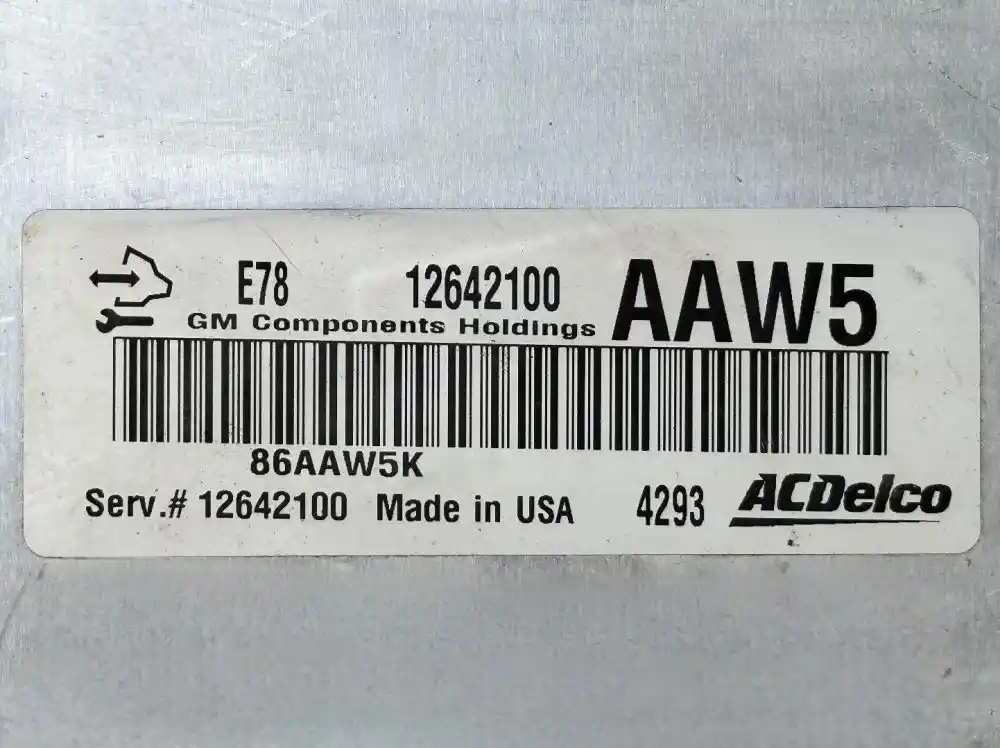 E78 12642100 AAW5
GM Components Holdings
86AAW5K
Serv.# 12642100 Made in USA 4293 ACDelco